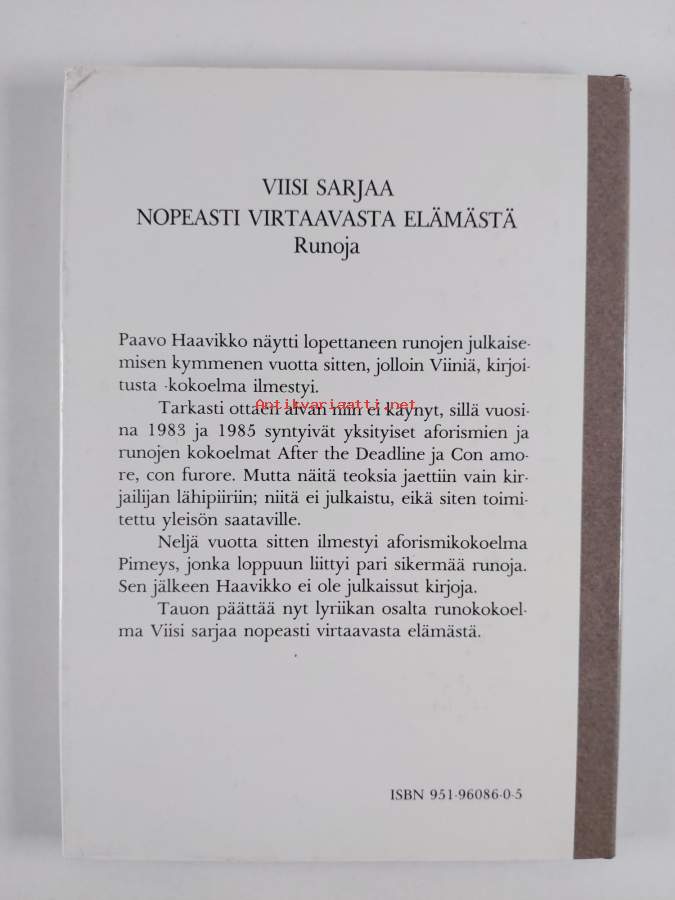 VIISI SARJAA
NOPEASTI VIRTAAVASTA ELÄMÄSTÄ
Runoja
Paavo Haavikko näytti lopettaneen runojen julkaise-
misen kymmenen vuotta sitten, jolloin Viiniä, kirjoi-
tusta -kokoelma ilmestyi.
Antikvariaatti.net
Tarkasti ottaen aivan niin ei käynyt, sillä vuosi-
na 1983 ja 1985 syntyivät yksityiset aforismien ja
runojen kokoelmat After the Deadline ja Con amo-
re, con furore. Mutta näitä teoksia jaettiin vain kir-
jailijan lähipiiriin; niitä ei julkaistu, eikä siten toimi-
tettu yleisön saataville.
Neljä vuotta sitten ilmestyi aforismikokoelma
Pimeys, jonka loppuun liittyi pari sikermää runoja.
Sen jälkeen Haavikko ei ole julkaissut kirjoja.
Tauon päättää nyt lyriikan osalta runokokoel-
ma Viisi sarjaa nopeasti virtaavasta elämästä.
ISBN 951-96086-0-5